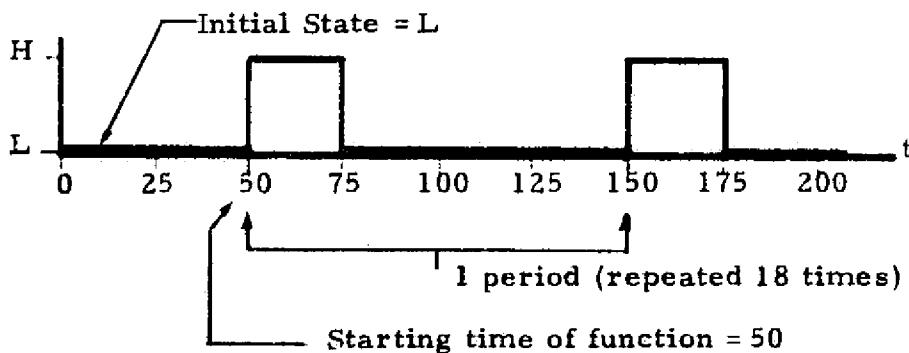 Initial State = L
H
L
t
0 25 50 75 100 125 150 175 200
1 period (repeated 18 times)
Starting time of function = 50